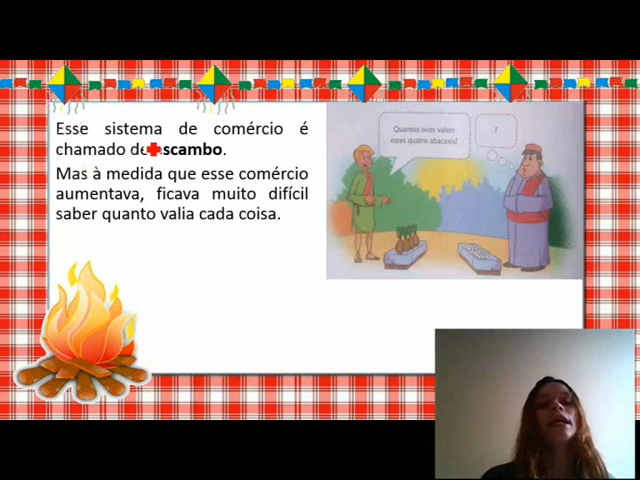 Esse sistema de comércio é
chamado de escambo.
Mas à medida que esse comércio
aumentava, ficava muito difícil
saber quanto valia cada coisa.
Quantos ovos valem
esses quatro abacaxis?
?